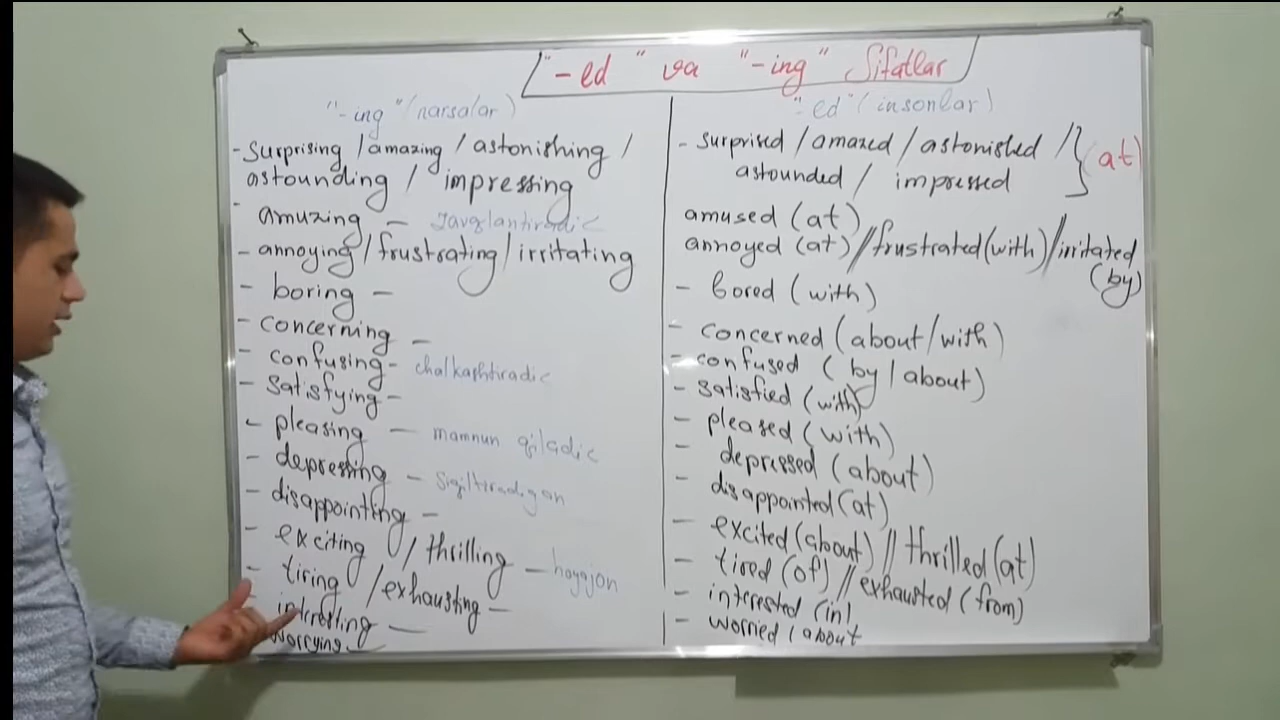 "-ed" va "-ing" Sifatlar
"-ing" (narsalar)
- surprising / amazing / astonishing /
astounding / impressing
- amuzing -
- annoying / frustrating / irritating
- boring -
- concerning -
- confusing - chalkashtiradic
- satisfying -
- pleasing - mamnun qiladic
- depressing - siqiltiradigon
- disappointing -
- exciting / thrilling - hayajon
- tiring / exhausting -
- interesting -
worrying -
"-ed" (insonlar)
- surprised / amazed / astonished / } (at)
astounded / impressed
amused (at)
annoyed (at) // frustrated (with) // irritated
(by)
- bored (with)
- concerned (about/with)
- confused (by / about)
- satisfied (with)
- pleased (with)
- depressed (about)
- disappointed (at)
- excited (about) // thrilled (at)
- tired (of) // exhausted (from)
- interested (in)
- worried (about